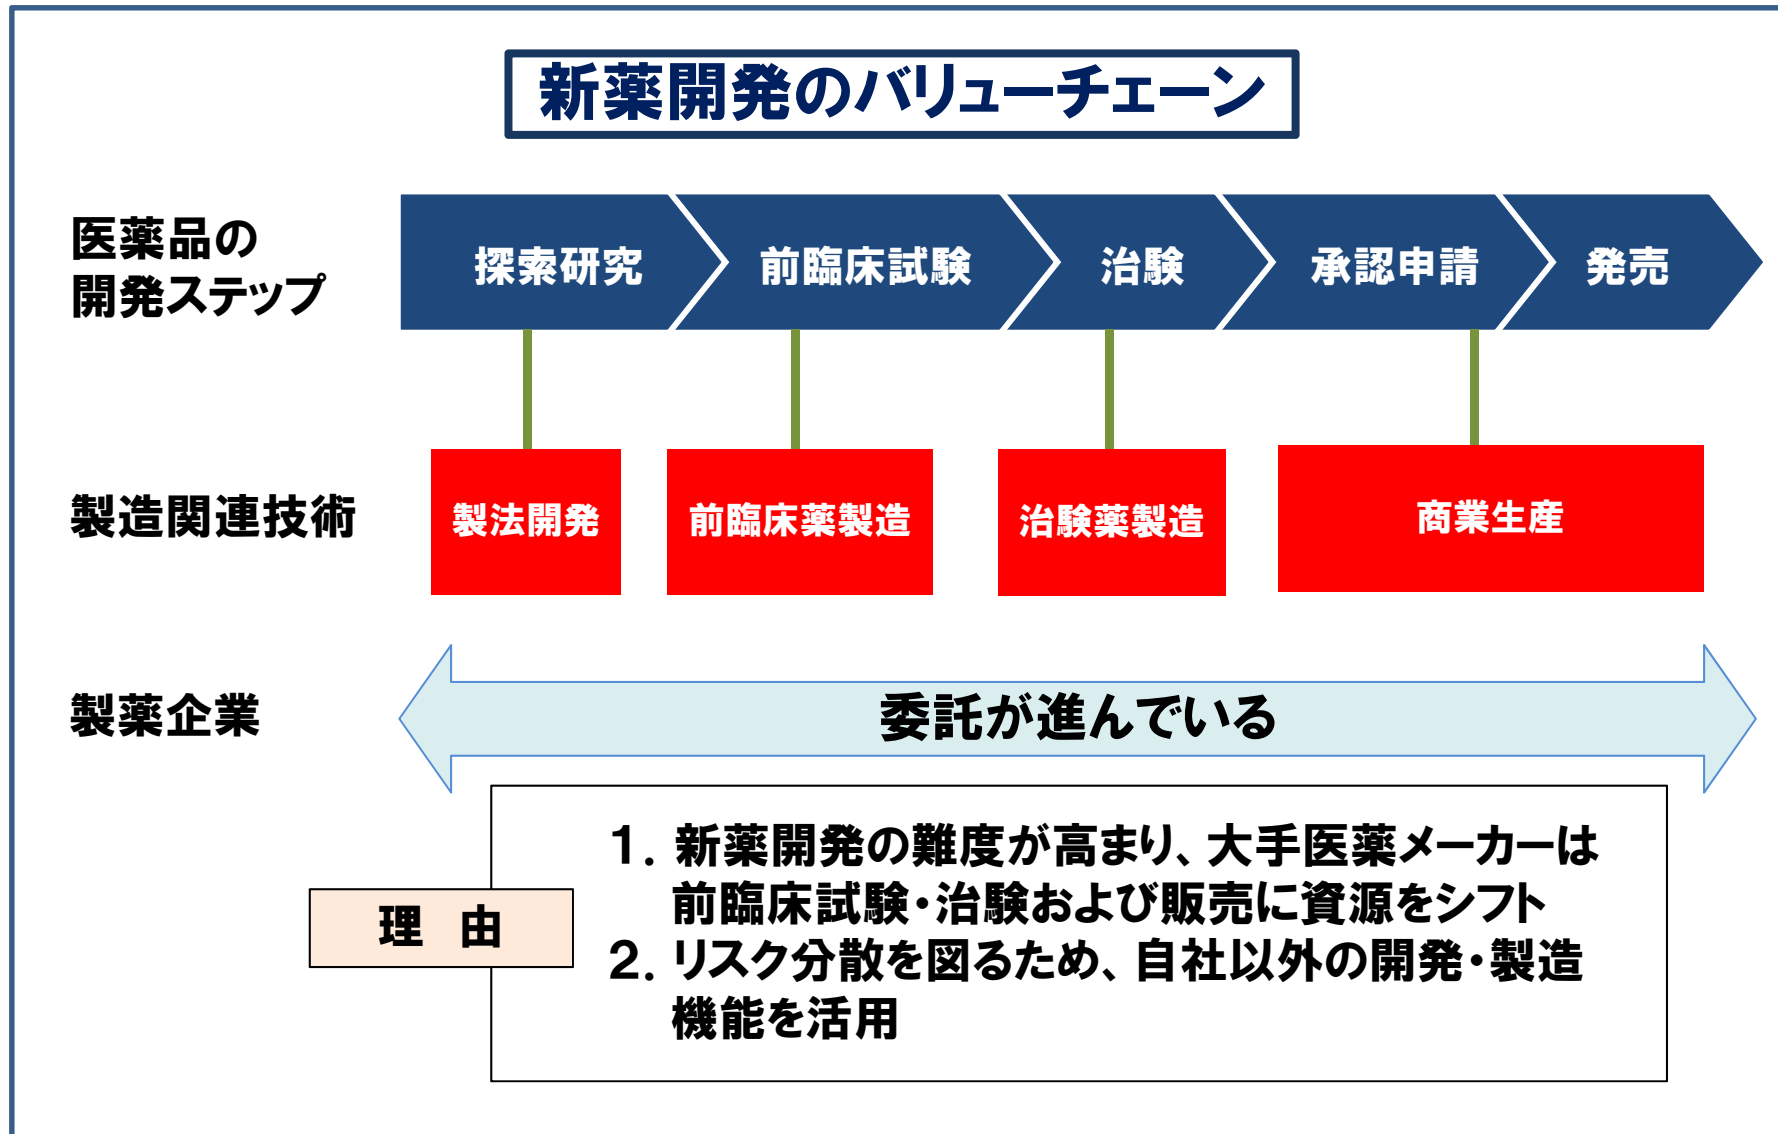 新薬開発のバリューチェーン
医薬品の
開発ステップ
探索研究
前臨床試験
治験
承認申請
発売
製造関連技術
製法開発
前臨床薬製造
治験薬製造
商業生産
製薬企業
委託が進んでいる
理 由
1. 新薬開発の難度が高まり、大手医薬メーカーは
前臨床試験・治験および販売に資源をシフト
2. リスク分散を図るため、自社以外の開発・製造
機能を活用